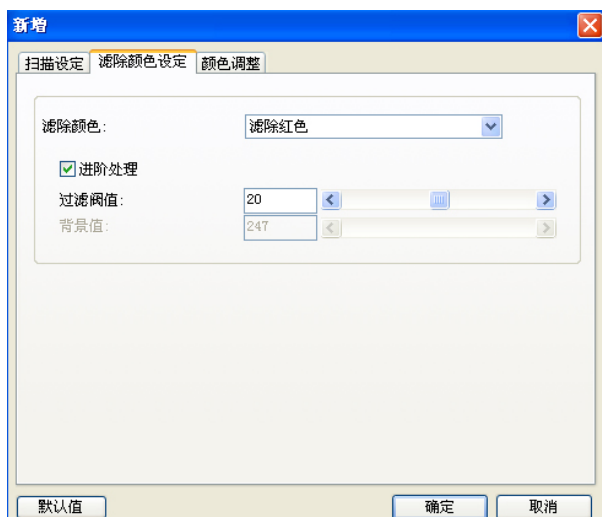 新增
扫描设定 滤除颜色设定 颜色调整
滤除颜色: 滤除红色
进阶处理
过滤阀值: 20
背景值: 247
默认值 确定 取消